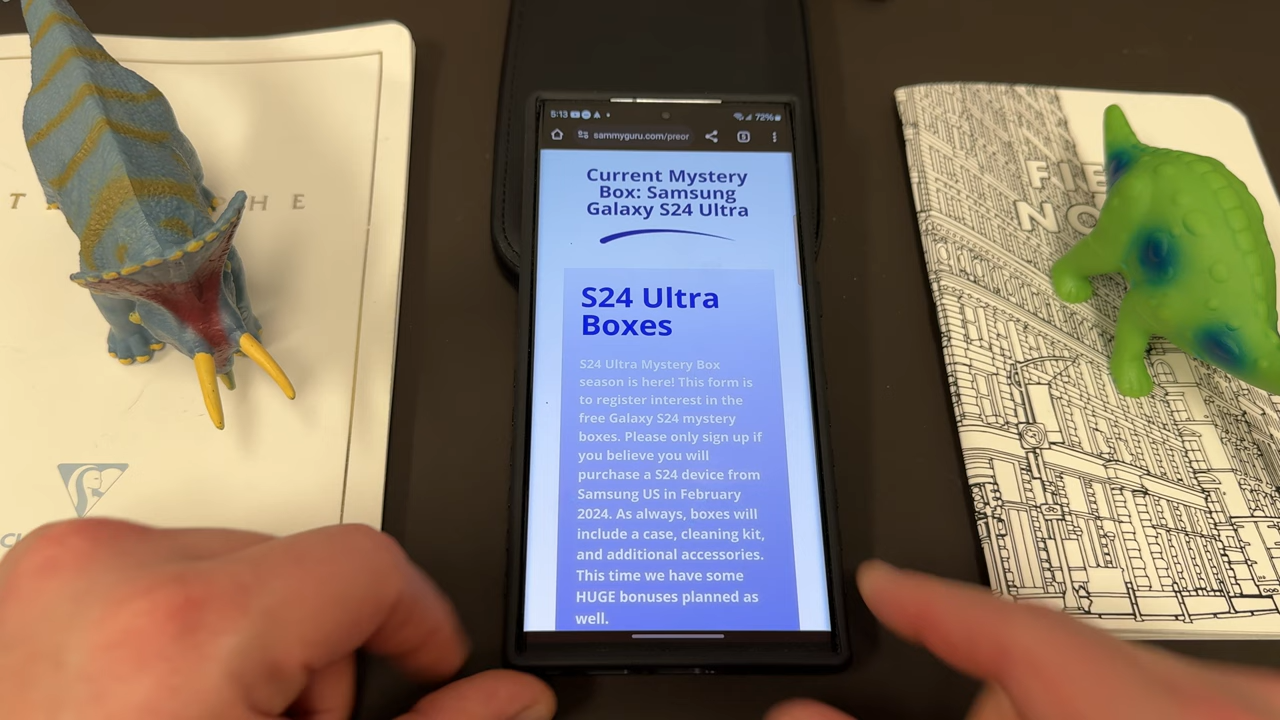 5:13
72%
sammyguru.com/preor
5
Current Mystery
Box: Samsung
Galaxy S24 Ultra
S24 Ultra
Boxes
S24 Ultra Mystery Box
season is here! This form is
to register interest in the
free Galaxy S24 mystery
boxes. Please only sign up if
you believe you will
purchase a S24 device from
Samsung US in February
2024. As always, boxes will
include a case, cleaning kit,
and additional accessories.
This time we have some
HUGE bonuses planned as
well.
FIE
NO